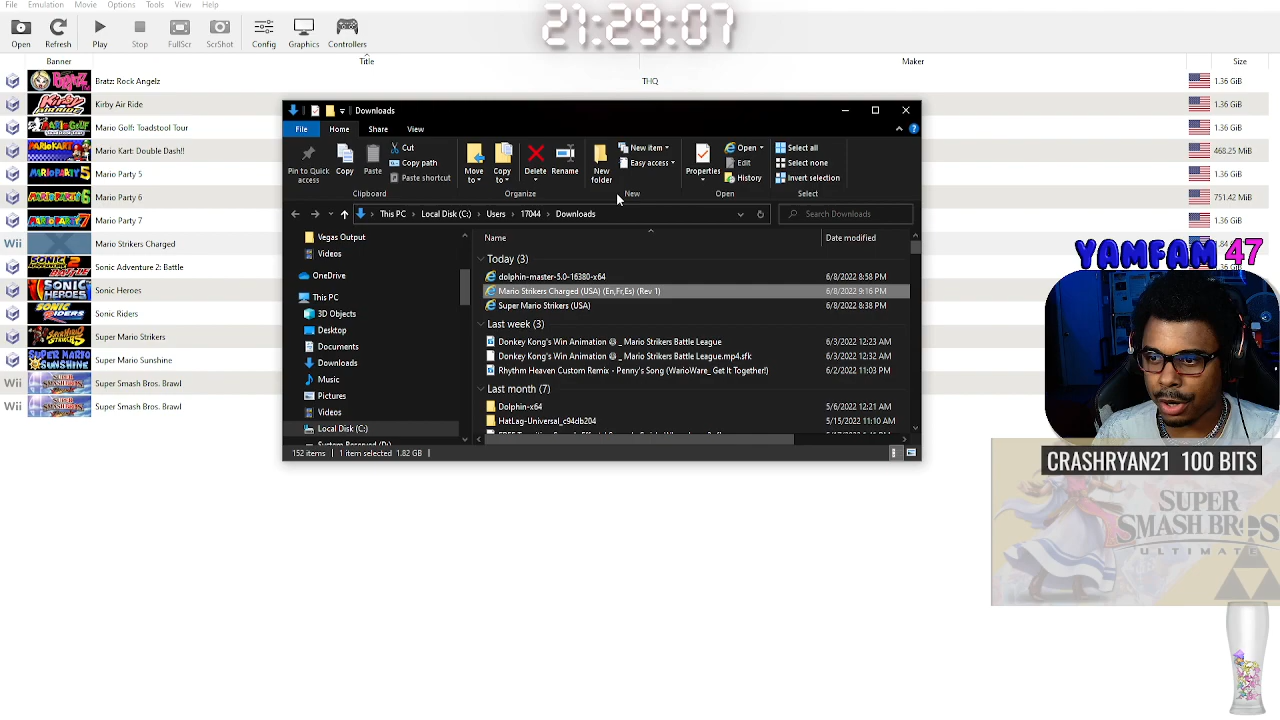 File Emulation Movie Options Tools View Help
21:29:07
Open Refresh Play Stop FullScr ScrShot Config Graphics Controllers
Banner Title Maker Size
Bratz: Rock Angelz THQ 1.36 GiB
Kirby Air Ride 1.36 GiB
Mario Golf: Toadstool Tour 1.36 GiB
Mario Kart: Double Dash!! 468.25 MiB
Mario Party 5 1.36 GiB
Mario Party 6 751.42 MiB
Mario Party 7 1.36 GiB
Wii Mario Strikers Charged
Sonic Adventure 2: Battle
Sonic Heroes
Sonic Riders
Super Mario Strikers
Super Mario Sunshine
Wii Super Smash Bros. Brawl
Wii Super Smash Bros. Brawl
Downloads
File Home Share View
Pin to Quick access
Copy
Paste
Cut
Copy path
Paste shortcut
Clipboard
Move to
Copy to
Delete
Rename
Organize
New folder
New item
Easy access
New
Properties
Open
Edit
History
Open
Select all
Select none
Invert selection
Select
This PC Local Disk (C:) Users 17044 Downloads
Search Downloads
Vegas Output
Videos
OneDrive
This PC
3D Objects
Desktop
Documents
Downloads
Music
Pictures
Videos
Local Disk (C:)
System Reserved (D:)
Name Date modified
Today (3)
dolphin-master-5.0-16380-x64 6/8/2022 8:58 PM
Mario Strikers Charged (USA) (En,Fr,Es) (Rev 1) 6/8/2022 9:16 PM
Super Mario Strikers (USA) 6/8/2022 8:38 PM
Last week (3)
Donkey Kong's Win Animation @ _ Mario Strikers Battle League 6/3/2022 12:23 AM
Donkey Kong's Win Animation @ _ Mario Strikers Battle League.mp4.sfk 6/3/2022 12:32 AM
Rhythm Heaven Custom Remix - Penny's Song (WarioWare_ Get It Together!) 6/2/2022 11:03 PM
Last month (7)
Dolphin-x64 5/6/2022 12:21 AM
HatLag-Universal_c94db204 5/15/2022 11:10 AM
152 items 1 item selected 1.82 GB
YAMFAM 47
CRASHRYAN21 100 BITS
SUPER
SMASH BROS
ULTIMATE